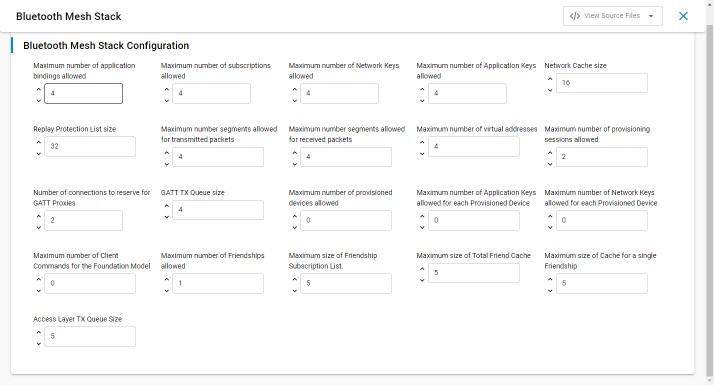 Bluetooth Mesh Stack
View Source Files
Bluetooth Mesh Stack Configuration
Maximum number of application
bindings allowed
4
Maximum number of subscriptions
allowed
4
Maximum number of Network Keys
allowed
4
Maximum number of Application Keys
allowed
4
Network Cache size
16
Replay Protection List size
32
Maximum number segments allowed
for transmitted packets
4
Maximum number segments allowed
for received packets
4
Maximum number of virtual addresses
4
Maximum number of provisioning
sessions allowed
2
Number of connections to reserve for
GATT Proxies
2
GATT TX Queue size
4
Maximum number of provisioned
devices allowed
0
Maximum number of Application Keys
allowed for each Provisioned Device
0
Maximum number of Network Keys
allowed for each Provisioned Device
0
Maximum number of Client
Commands for the Foundation Model
0
Maximum number of Friendships
allowed
1
Maximum size of Friendship
Subscription List.
5
Maximum size of Total Friend Cache
5
Maximum size of Cache for a single
Friendship
5
Access Layer TX Queue Size
5